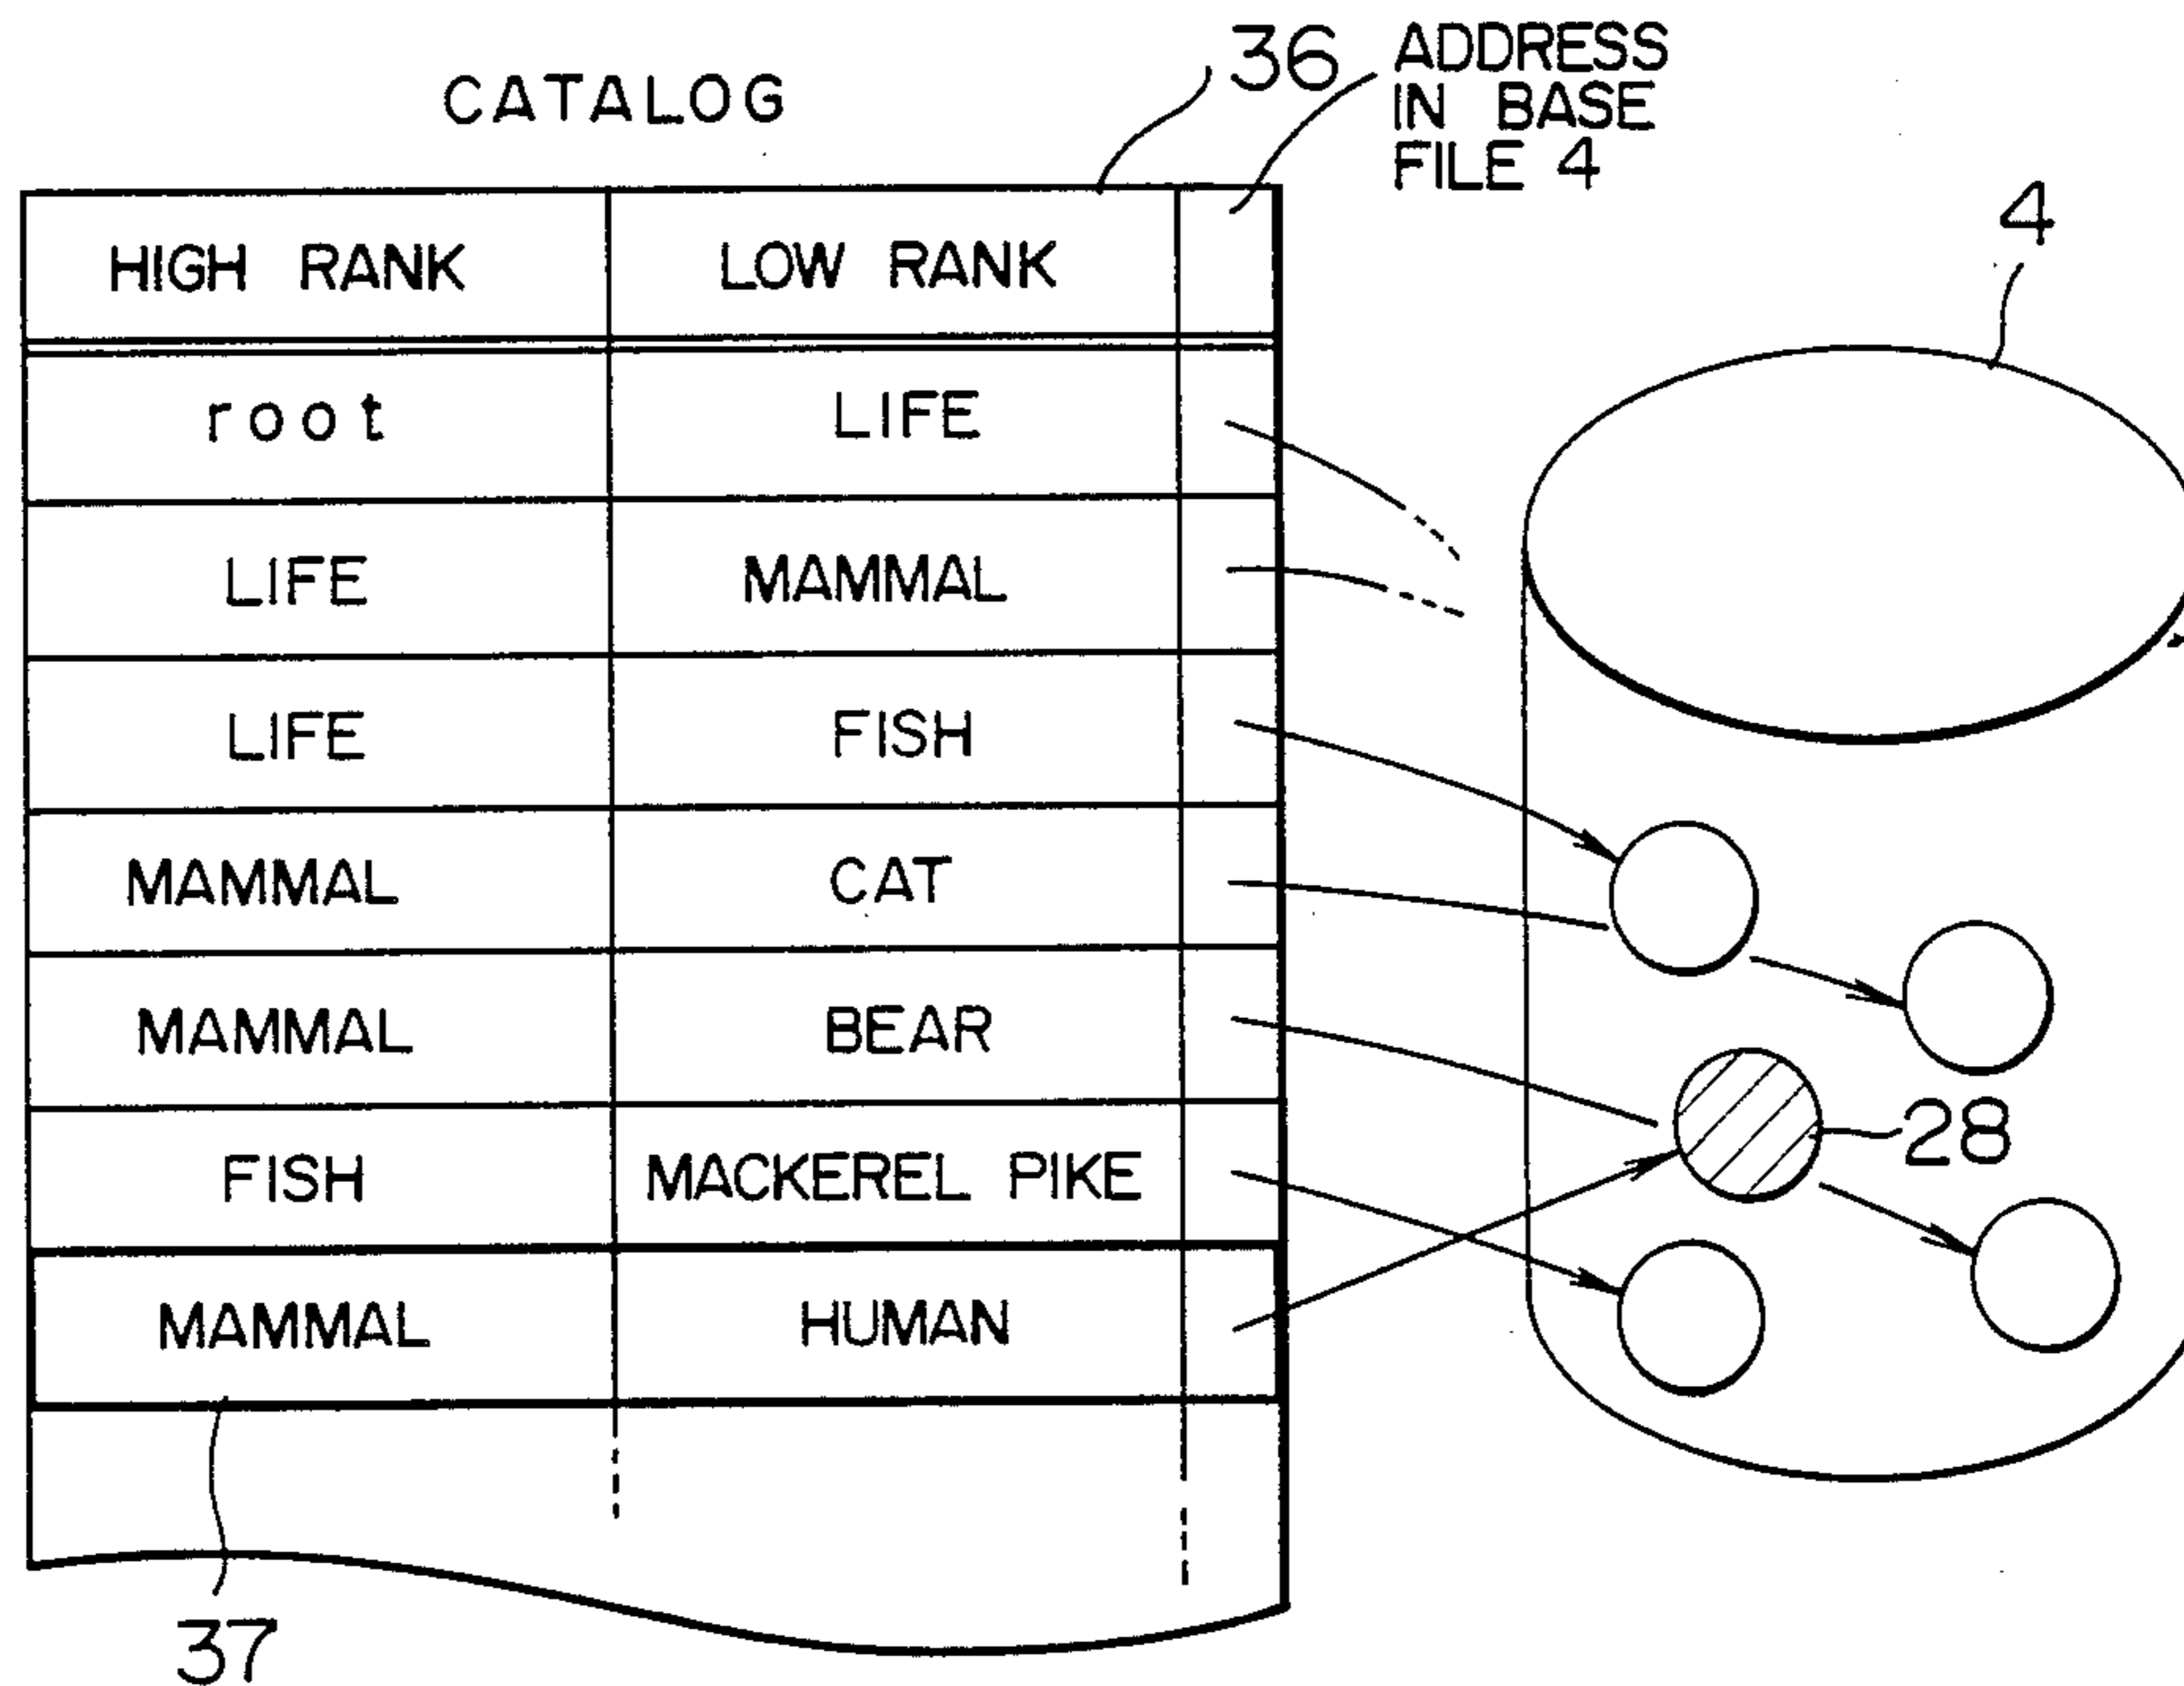 CATALOG
36
ADDRESS
IN BASE
FILE 4
4
HIGH RANK LOW RANK
root LIFE
LIFE MAMMAL
LIFE FISH
MAMMAL CAT
MAMMAL BEAR
28
FISH MACKEREL PIKE
MAMMAL HUMAN
37